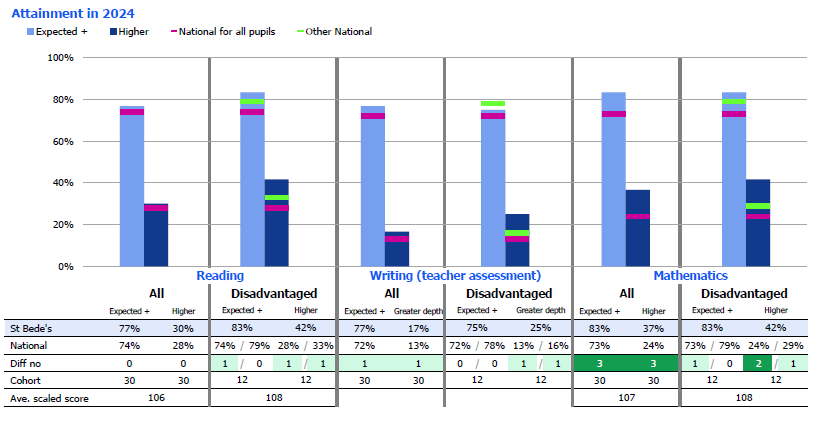 Attainment in 2024
Expected + Higher National for all pupils Other National
100%
80%
60%
40%
20%
0%
Reading Writing (teacher assessment) Mathematics
All Disadvantaged All Disadvantaged All Disadvantaged
Expected + Higher Expected + Higher Expected + Greater depth Expected + Greater depth Expected + Higher Expected + Higher
St Bede's 77% 30% 83% 42% 77% 17% 75% 25% 83% 37% 83% 42%
National 74% 28% 74% / 79% 28% / 33% 72% 13% 72% / 78% 13% / 16% 73% 24% 73% / 79% 24% / 29%
Diff no 0 0 1 / 0 1 / 1 1 1 0 / 0 1 / 1 3 3 1 / 0 2 / 1
Cohort 30 30 12 12 30 30 12 12 30 30 12 12
Ave. scaled score 106 108 107 108